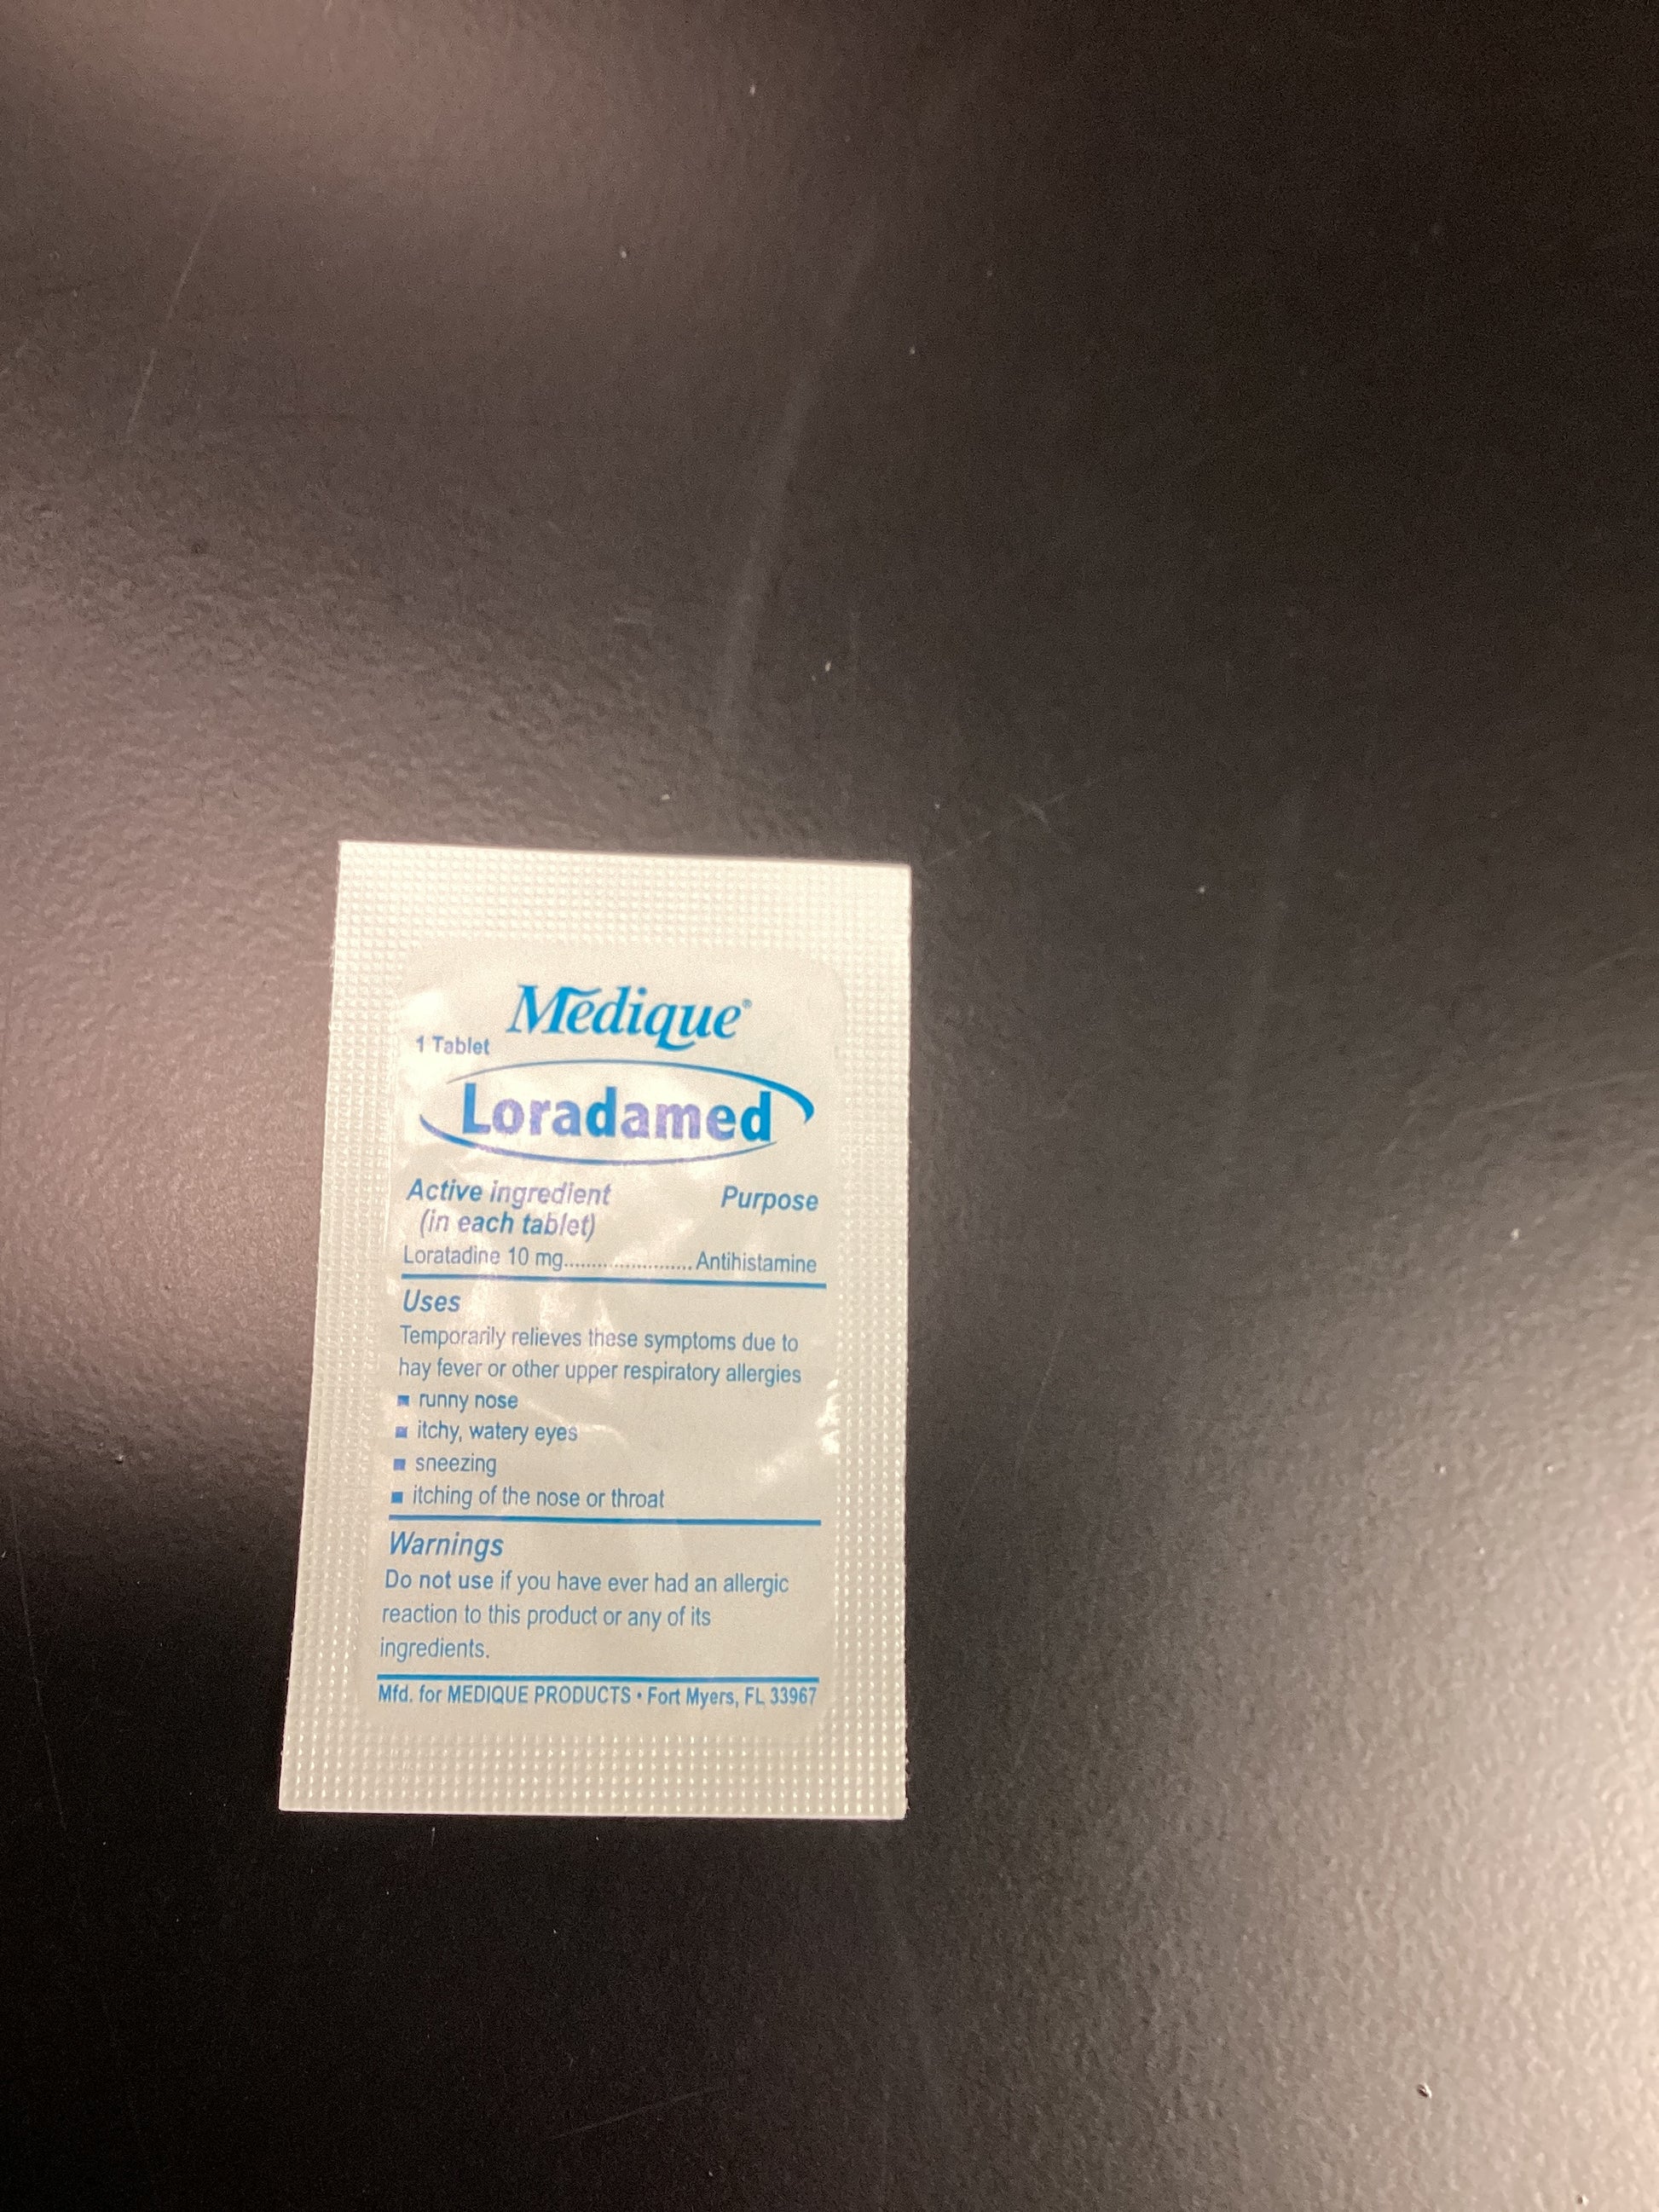 Medique®
1 Tablet
Loradamed
Active ingredient Purpose
(in each tablet)
Loratadine 10 mg........................Antihistamine
Uses
Temporarily relieves these symptoms due to
hay fever or other upper respiratory allergies
■ runny nose
■ itchy, watery eyes
■ sneezing
■ itching of the nose or throat
Warnings
Do not use if you have ever had an allergic
reaction to this product or any of its
ingredients.
Mfd. for MEDIQUE PRODUCTS • Fort Myers, FL 33967